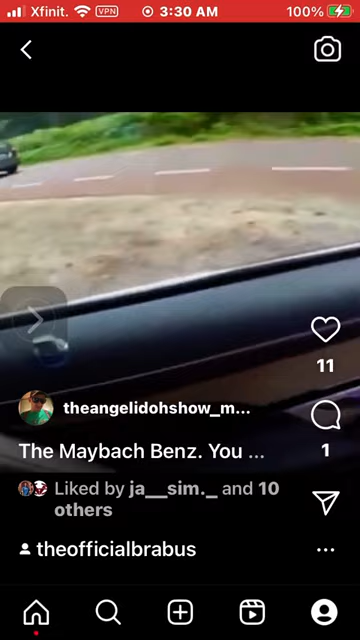 Xfinit.
VPN
3:30 AM
100%
11
theangelidohshow_m...
The Maybach Benz. You ...
1
Liked by ja__sim._ and 10
others
theofficialbrabus